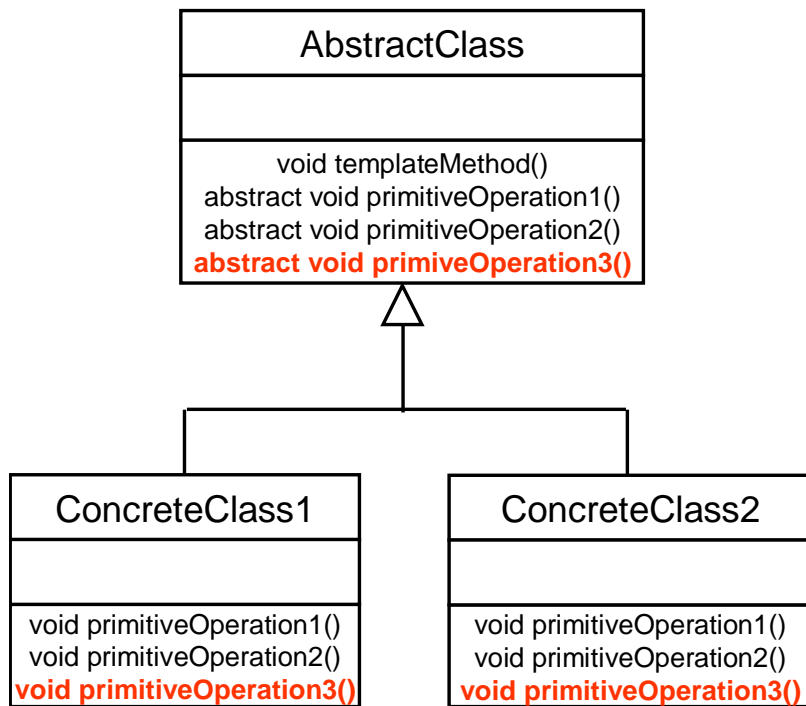 AbstractClass
void templateMethod()
abstract void primitiveOperation1()
abstract void primitiveOperation2()
abstract void primiveOperation3()
ConcreteClass1
void primitiveOperation1()
void primitiveOperation2()
void primitiveOperation3()
ConcreteClass2
void primitiveOperation1()
void primitiveOperation2()
void primitiveOperation3()